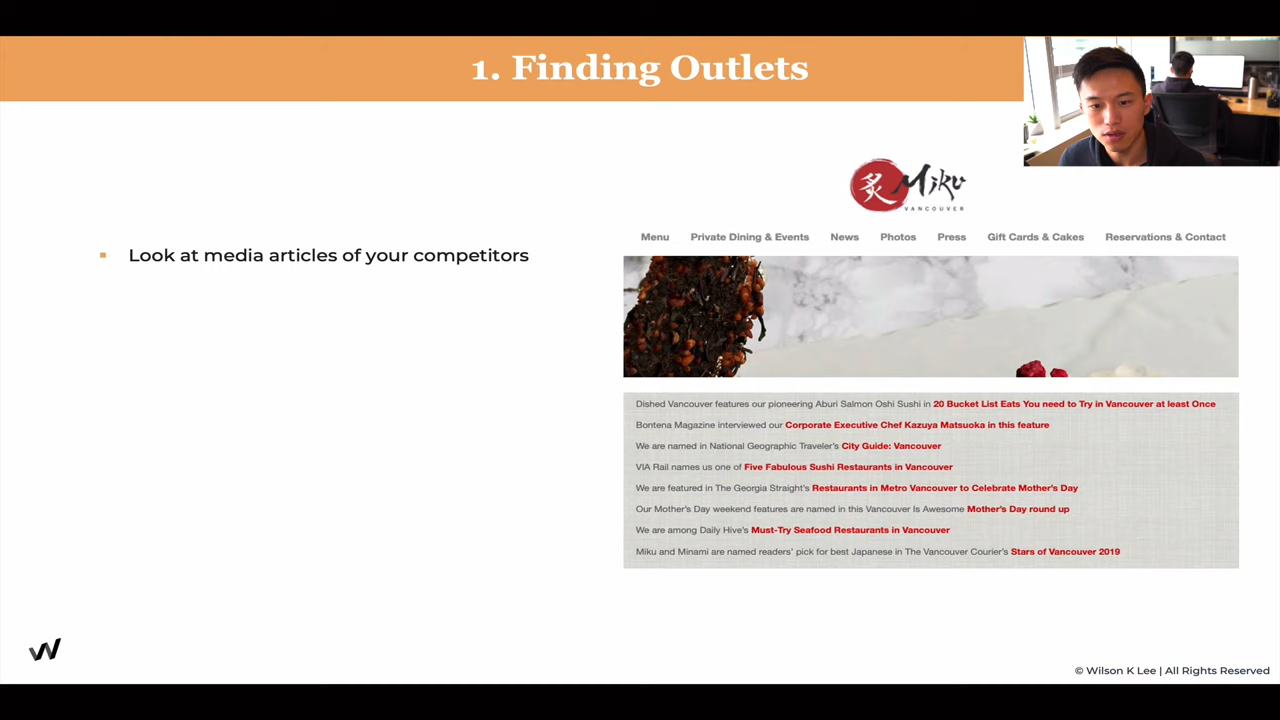 1. Finding Outlets
Look at media articles of your competitors
炙 Miku
VANCOUVER
Menu Private Dining & Events News Photos Press Gift Cards & Cakes Reservations & Contact
Dished Vancouver features our pioneering Aburi Salmon Oshi Sushi in 20 Bucket List Eats You need to Try in Vancouver at least Once
Bontena Magazine interviewed our Corporate Executive Chef Kazuya Matsuoka in this feature
We are named in National Geographic Traveler's City Guide: Vancouver
VIA Rail names us one of Five Fabulous Sushi Restaurants in Vancouver
We are featured in The Georgia Straight's Restaurants in Metro Vancouver to Celebrate Mother's Day
Our Mother's Day weekend features are named in this Vancouver Is Awesome Mother's Day round up
We are among Daily Hive's Must-Try Seafood Restaurants in Vancouver
Miku and Minami are named readers' pick for best Japanese in The Vancouver Courier's Stars of Vancouver 2019
W
© Wilson K Lee | All Rights Reserved